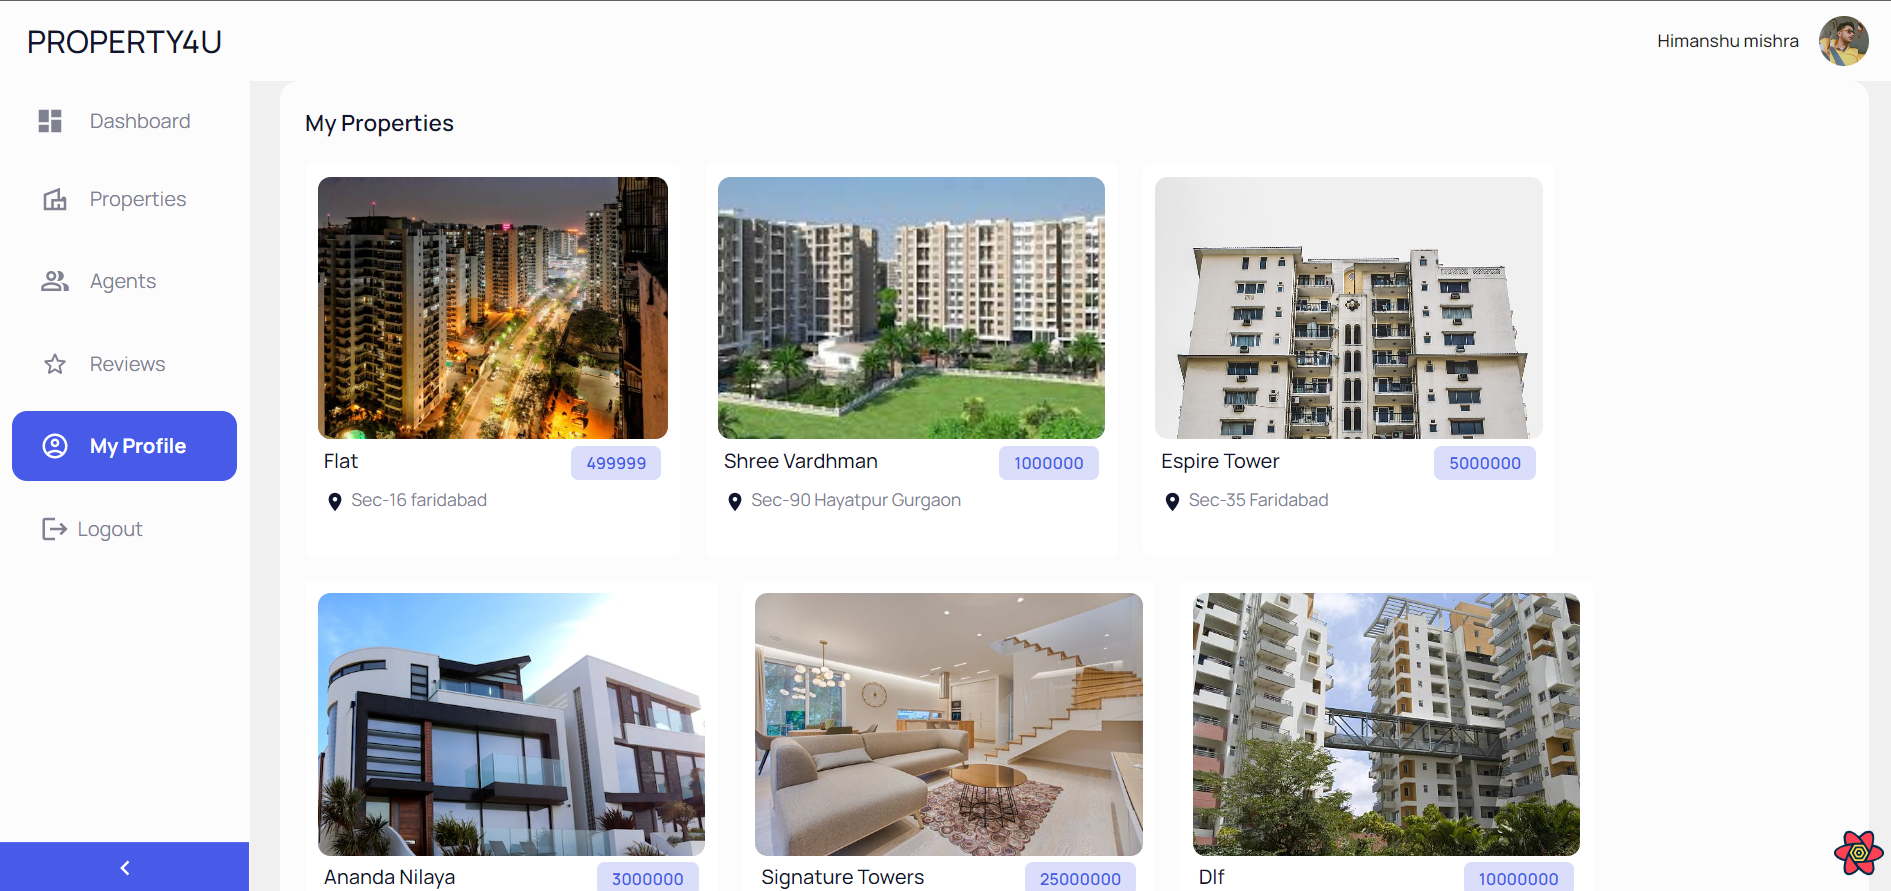 PROPERTY4U
Himanshu mishra
Dashboard
Properties
Agents
Reviews
My Profile
Logout
My Properties
Flat
499999
Sec-16 faridabad
Shree Vardhman
1000000
Sec-90 Hayatpur Gurgaon
Espire Tower
5000000
Sec-35 Faridabad
Ananda Nilaya
3000000
Signature Towers
25000000
Dlf
10000000